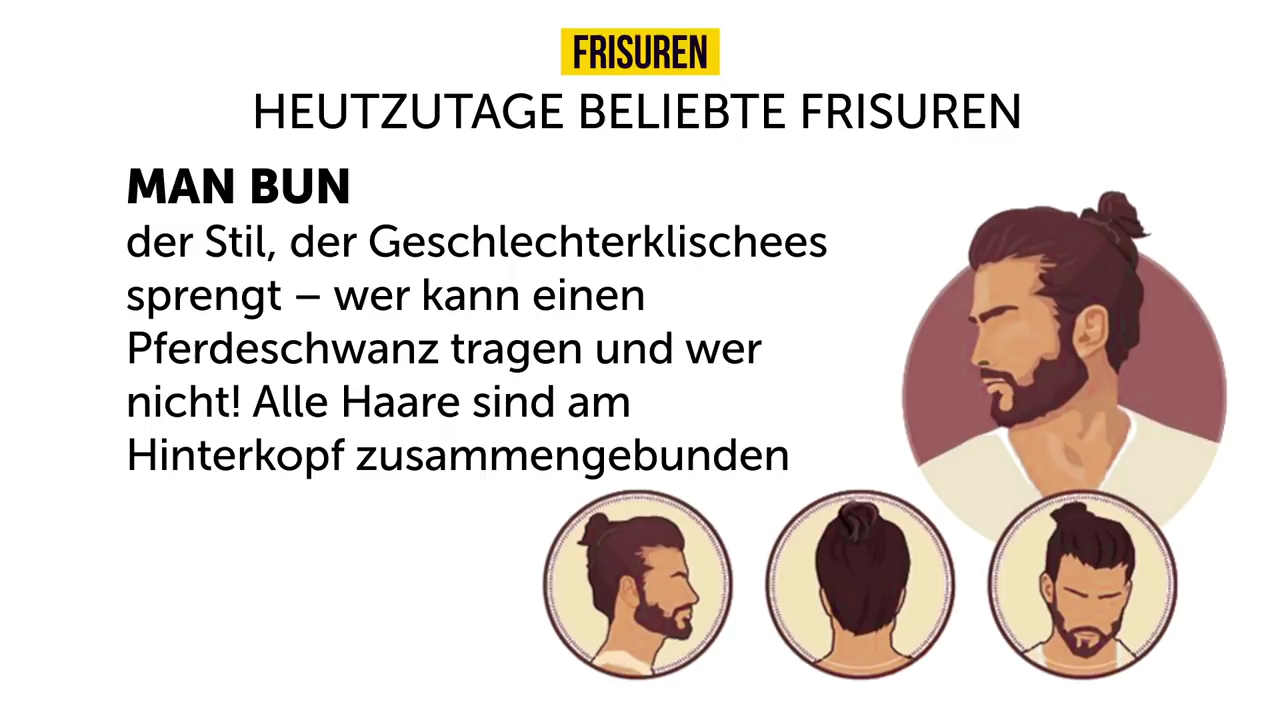 FRISUREN
HEUTZUTAGE BELIEBTE FRISUREN
MAN BUN
der Stil, der Geschlechterklischees
sprengt – wer kann einen
Pferdeschwanz tragen und wer
nicht! Alle Haare sind am
Hinterkopf zusammengebunden